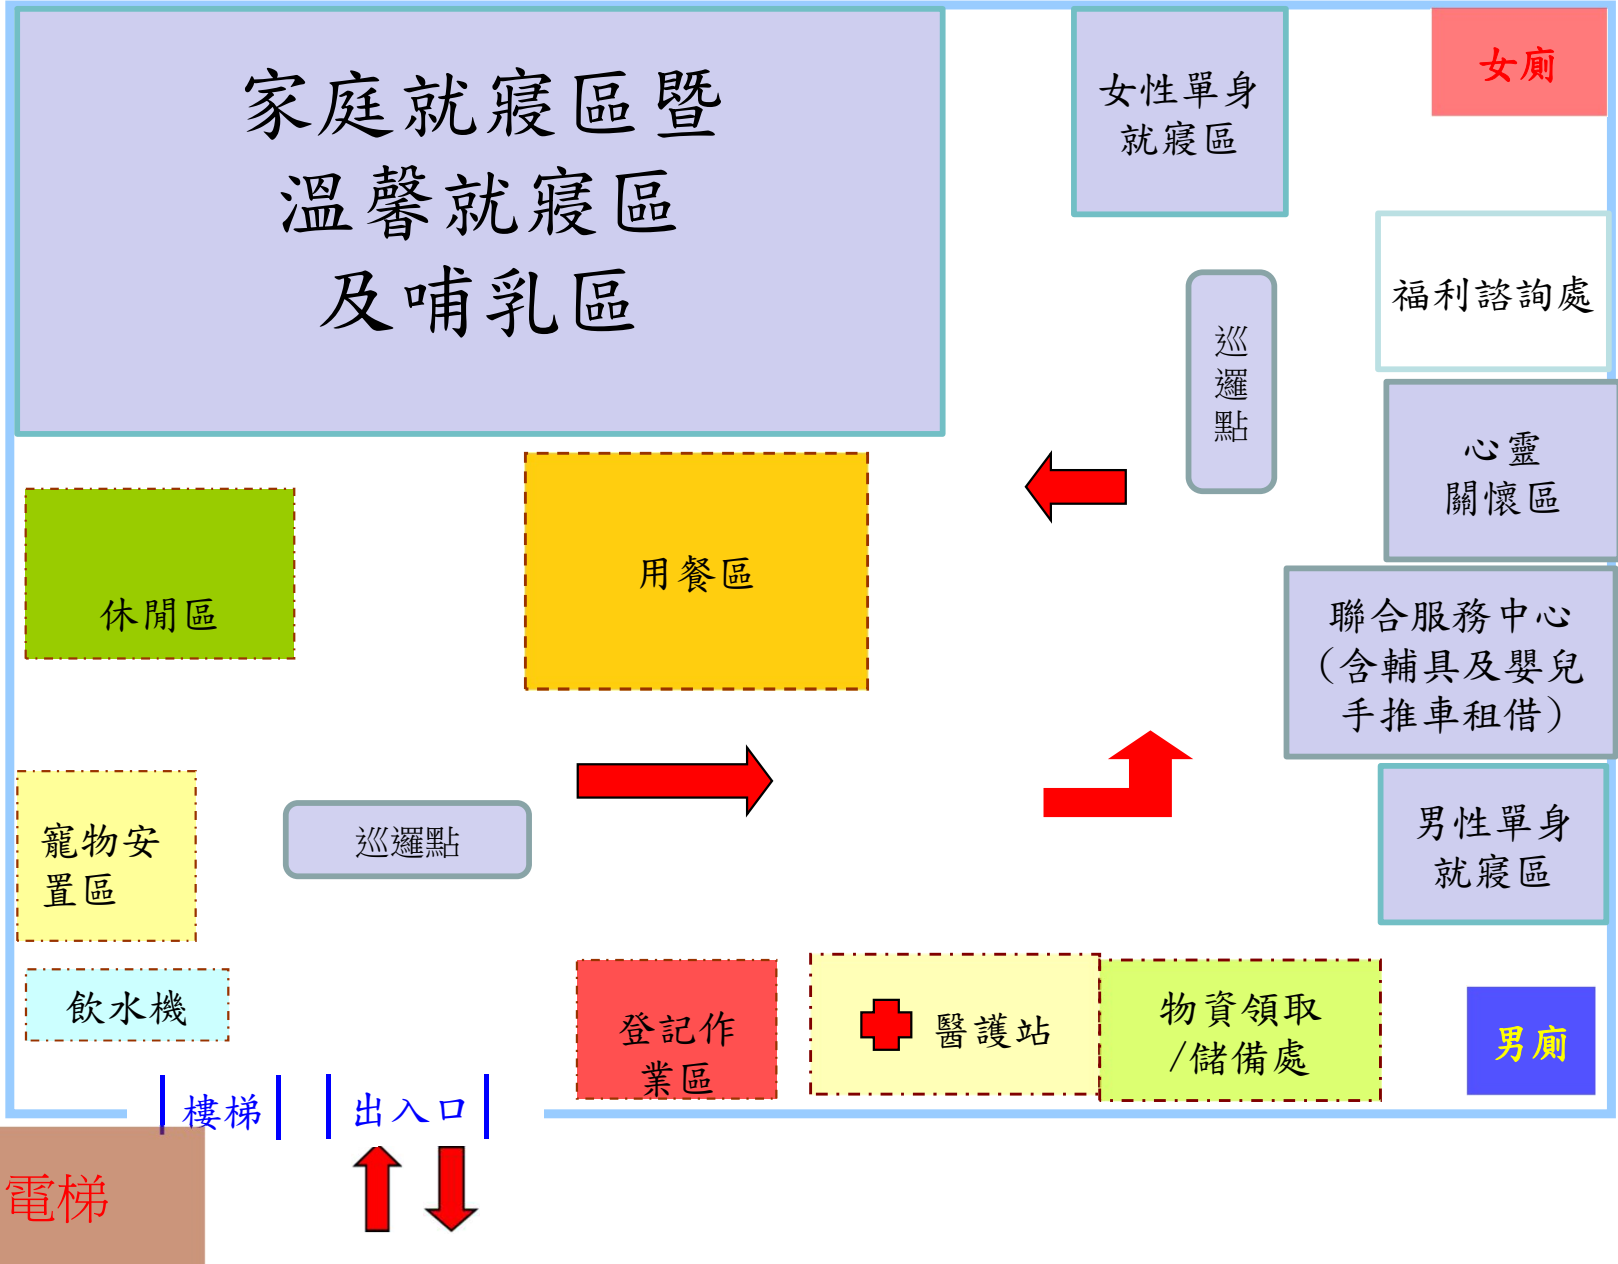 家庭就寢區暨
溫馨就寢區
及哺乳區
女性單身
就寢區
女廁
福利諮詢處
巡邏點
心靈
關懷區
用餐區
休閒區
聯合服務中心
（含輔具及嬰兒
手推車租借）
寵物安
置區
巡邏點
男性單身
就寢區
飲水機
登記作
業區
醫護站
物資領取
/儲備處
男廁
樓梯
出入口
電梯